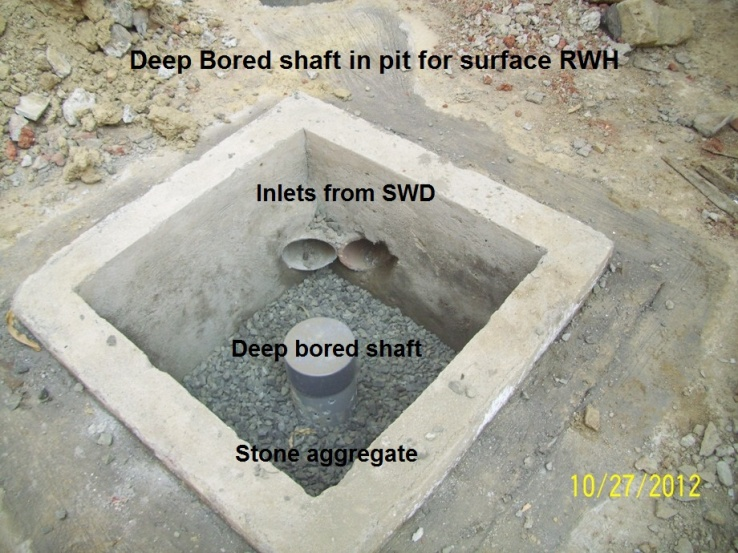 Deep Bored shaft in pit for surface RWH
Inlets from SWD
Deep bored shaft
Stone aggregate
10/27/2012